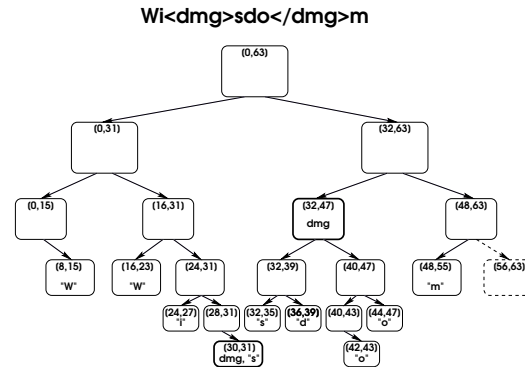 Wi<dmg>sdo</dmg>m
(0,63)
(0,31)
(32,63)
(0,15)
(16,31)
(32,47)
dmg
(48,63)
(8,15)
"W"
(16,23)
"W"
(24,31)
(32,39)
(40,47)
(48,55)
"m"
(56,63)
(24,27)
"i"
(28,31)
(32,35)
"s"
(36,39)
"d"
(40,43)
(44,47)
"o"
(30,31)
dmg, "s"
(42,43)
"o"